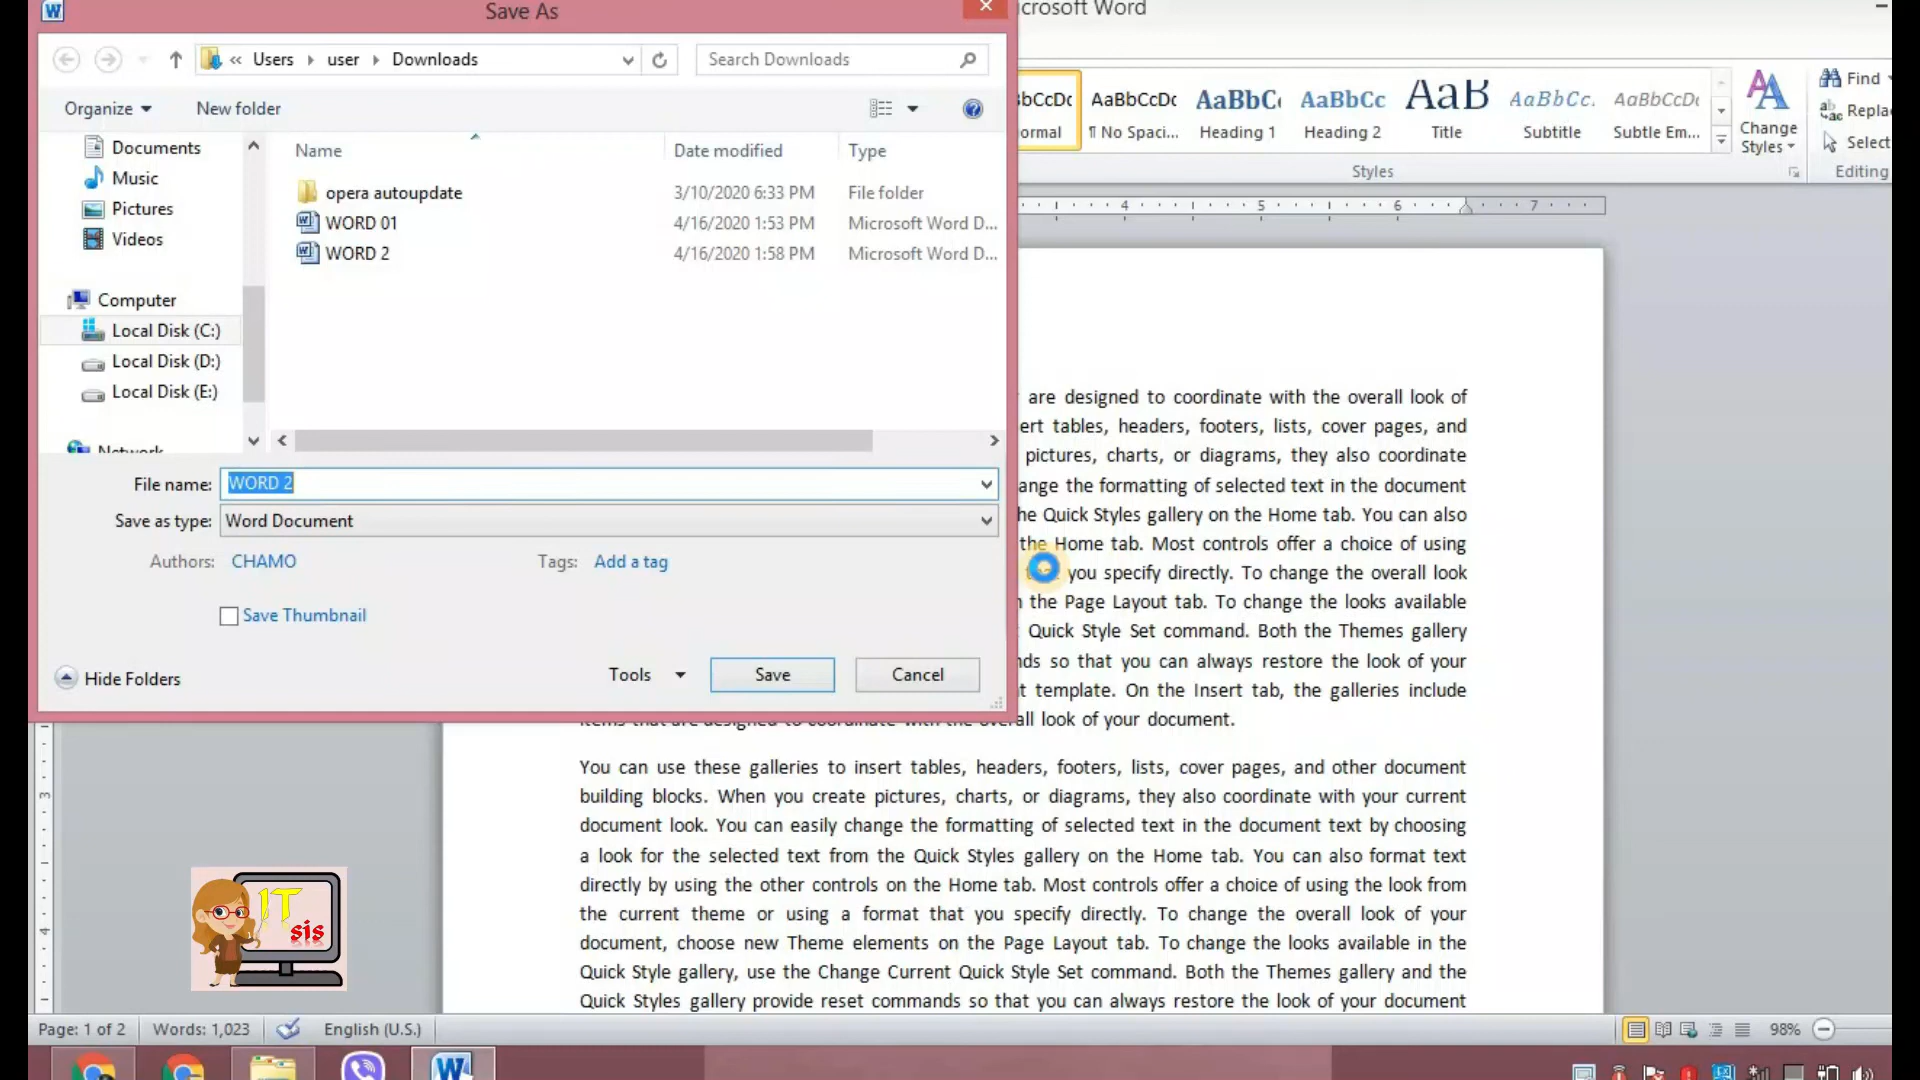 Save As
crosoft Word
Users
user
Downloads
Search Downloads
Organize
New folder
Documents
Music
Pictures
Videos
Computer
Local Disk (C:)
Local Disk (D:)
Local Disk (E:)
Network
Name
Date modified
Type
opera autoupdate
3/10/2020 6:33 PM
File folder
WORD 01
4/16/2020 1:53 PM
Microsoft Word D...
WORD 2
4/16/2020 1:58 PM
Microsoft Word D...
File name:
WORD 2
Save as type:
Word Document
Authors:
CHAMO
Tags:
Add a tag
Save Thumbnail
Hide Folders
Tools
Save
Cancel
AaBbCcDc
¶ No Spaci...
AaBbC
Heading 1
AaBbCc
Heading 2
AaB
Title
AaBbCc.
Subtitle
AaBbCcDc
Subtle Em...
Change
Styles
Find
Repla
Select
Styles
Editing
4 5 6 7
are designed to coordinate with the overall look of
ert tables, headers, footers, lists, cover pages, and
pictures, charts, or diagrams, they also coordinate
ange the formatting of selected text in the document
he Quick Styles gallery on the Home tab. You can also
the Home tab. Most controls offer a choice of using
you specify directly. To change the overall look
the Page Layout tab. To change the looks available
Quick Style Set command. Both the Themes gallery
nds so that you can always restore the look of your
t template. On the Insert tab, the galleries include
items that are designed to coordinate with the overall look of your document.
You can use these galleries to insert tables, headers, footers, lists, cover pages, and other document
building blocks. When you create pictures, charts, or diagrams, they also coordinate with your current
document look. You can easily change the formatting of selected text in the document text by choosing
a look for the selected text from the Quick Styles gallery on the Home tab. You can also format text
directly by using the other controls on the Home tab. Most controls offer a choice of using the look from
the current theme or using a format that you specify directly. To change the overall look of your
document, choose new Theme elements on the Page Layout tab. To change the looks available in the
Quick Style gallery, use the Change Current Quick Style Set command. Both the Themes gallery and the
Quick Styles gallery provide reset commands so that you can always restore the look of your document
3
4
IT
sis
Page: 1 of 2
Words: 1,023
English (U.S.)
98%